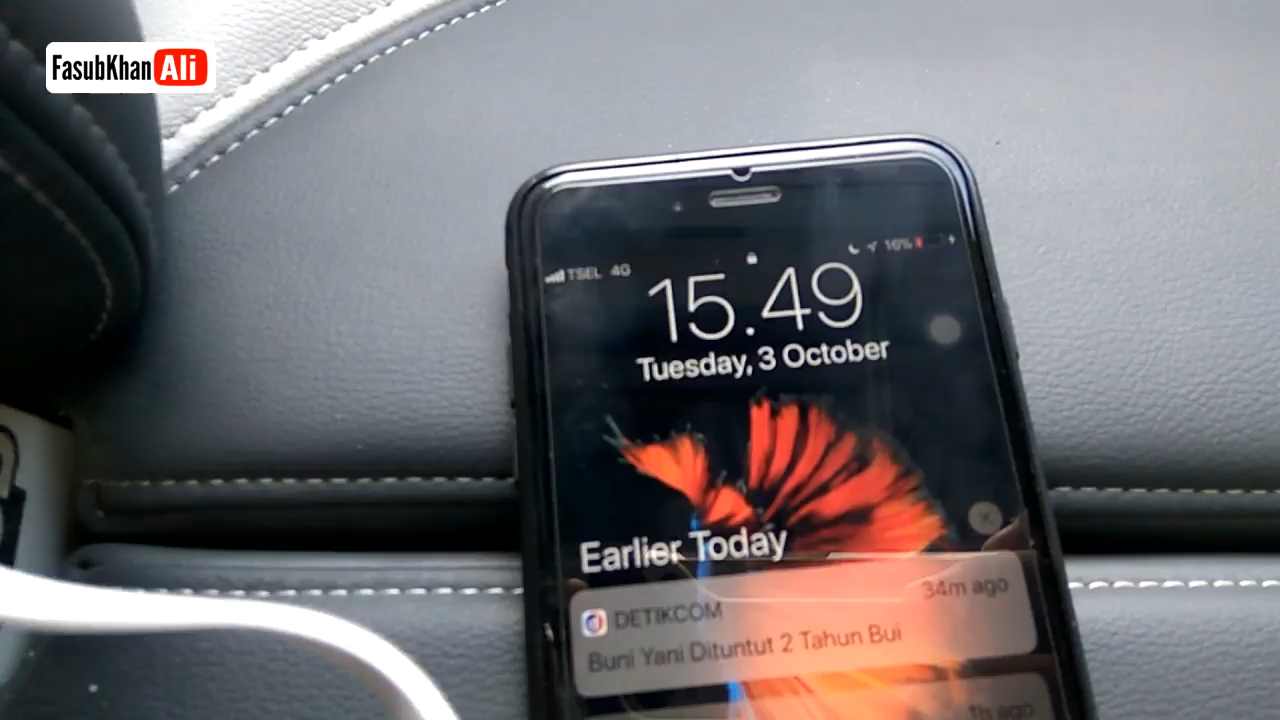 FasubKhan Ali
TSEL 4G
16%
15.49
Tuesday, 3 October
Earlier Today
DETIKCOM
34m ago
Buni Yani Dituntut 2 Tahun Bui
1h ago